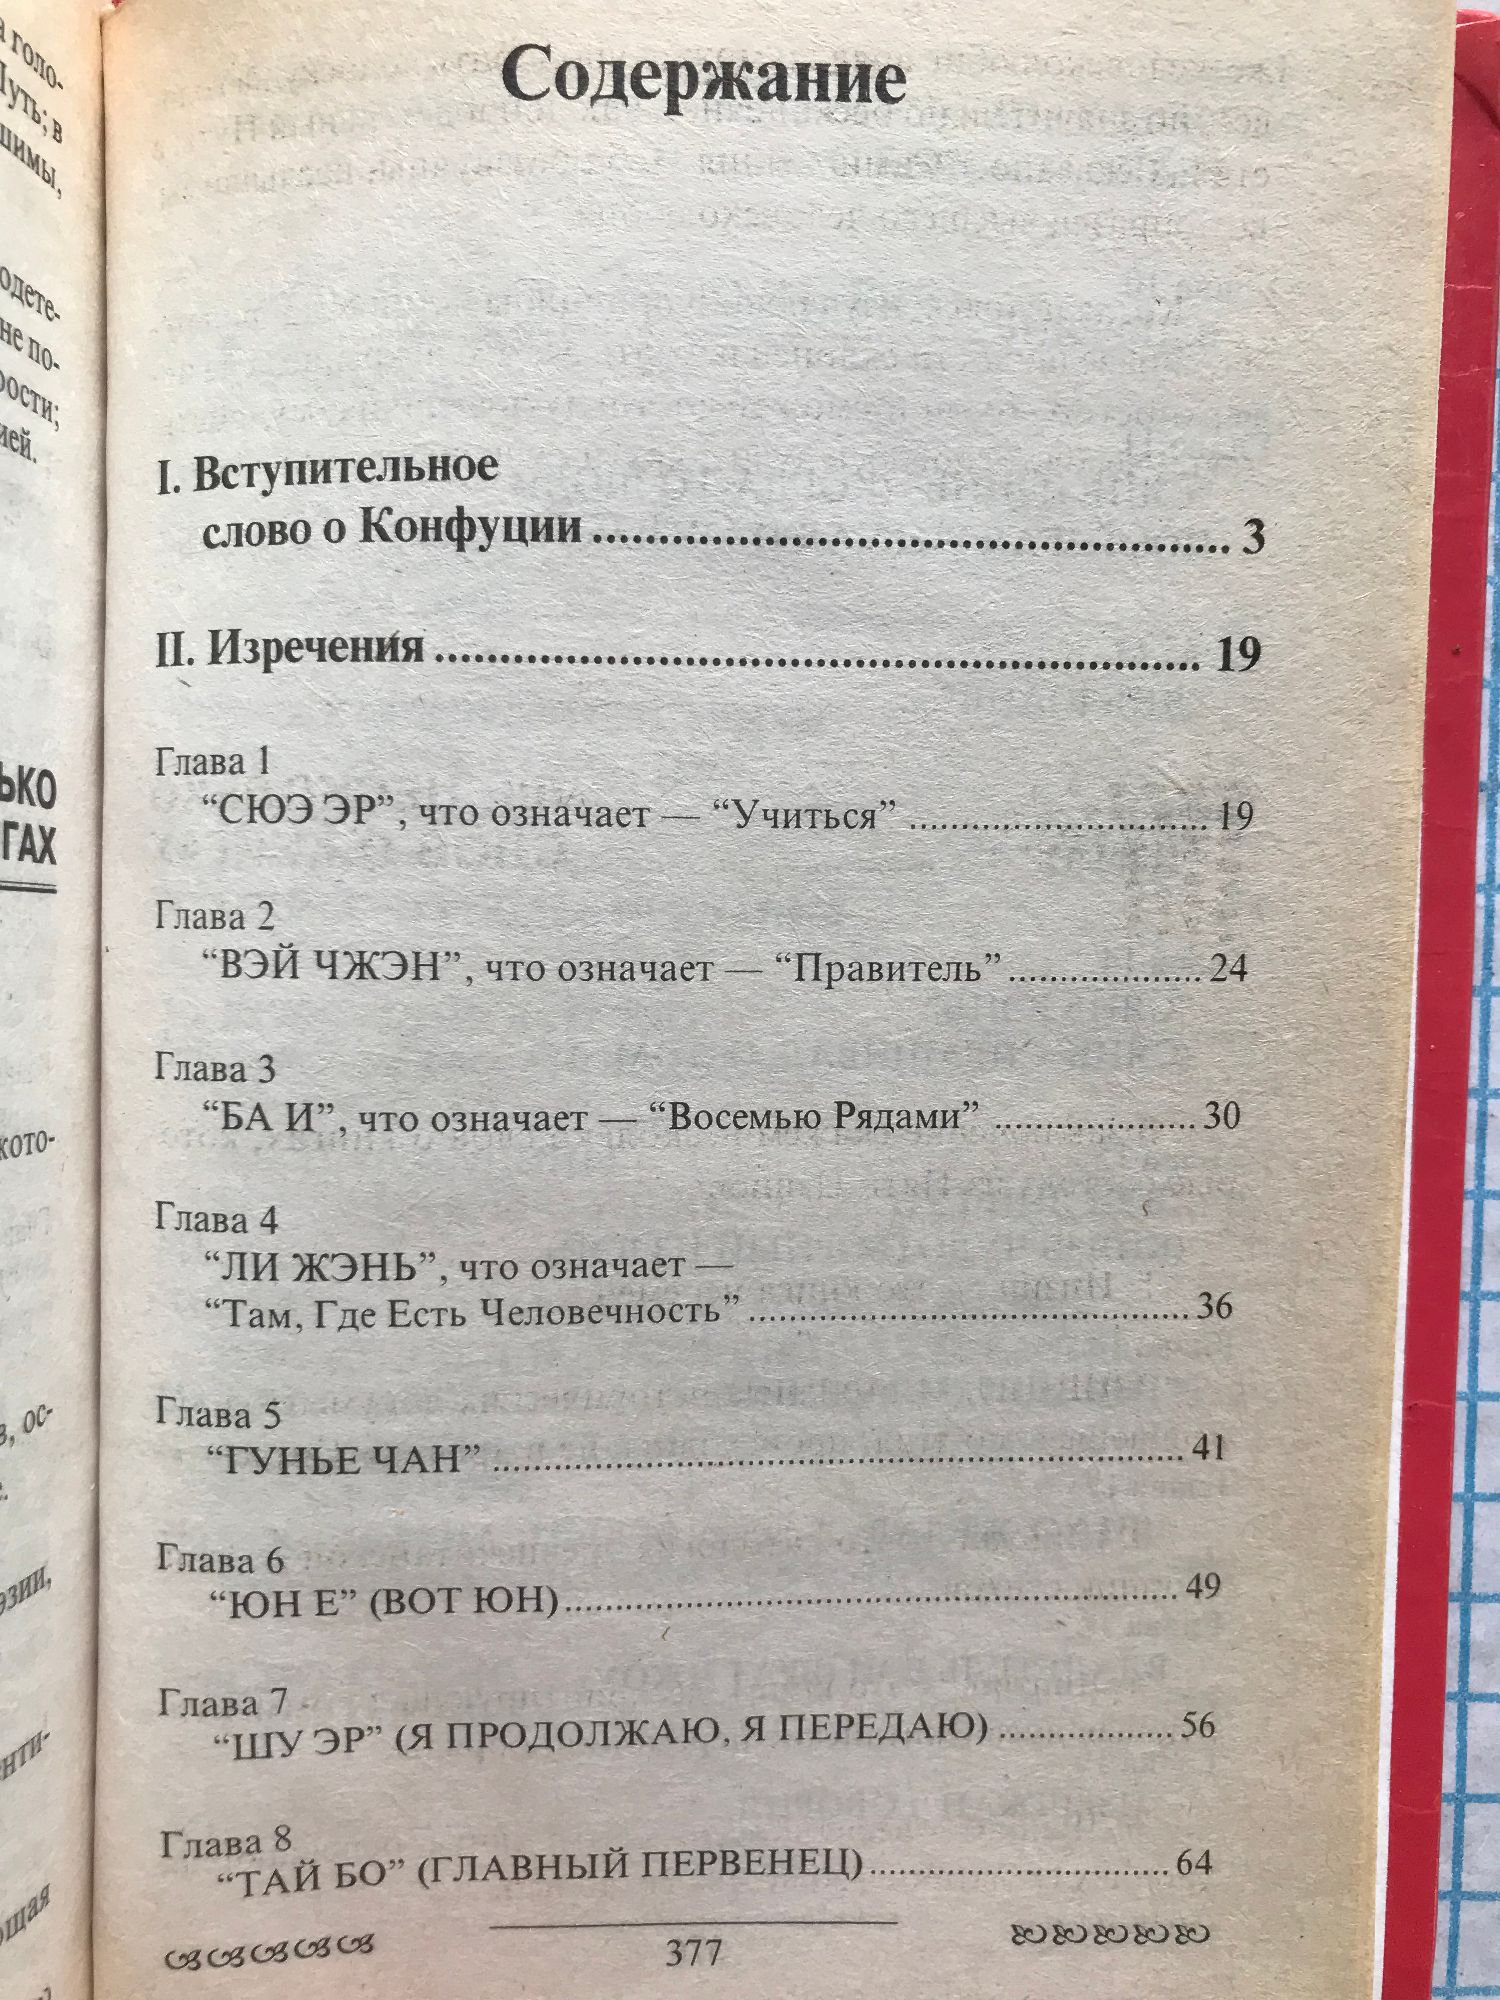 Содержание
I. Вступительное
слово о Конфуции ........ 3
II. Изречения ........ 19
Глава 1
“СЮЭ ЭР”, что означает — “Учиться” ........ 19
Глава 2
“ВЭЙ ЧЖЭН”, что означает — “Правитель” ........ 24
Глава 3
“БА И”, что означает — “Восемью Рядами” ........ 30
Глава 4
“ЛИ ЖЭНЬ”, что означает —
“Там, Где Есть Человечность” ........ 36
Глава 5
“ГУНЬЕ ЧАН” ........ 41
Глава 6
“ЮН Е” (ВОТ ЮН) ........ 49
Глава 7
“ШУ ЭР” (Я ПРОДОЛЖАЮ, Я ПЕРЕДАЮ) ........ 56
Глава 8
“ТАЙ БО” (ГЛАВНЫЙ ПЕРВЕНЕЦ) ........ 64
377